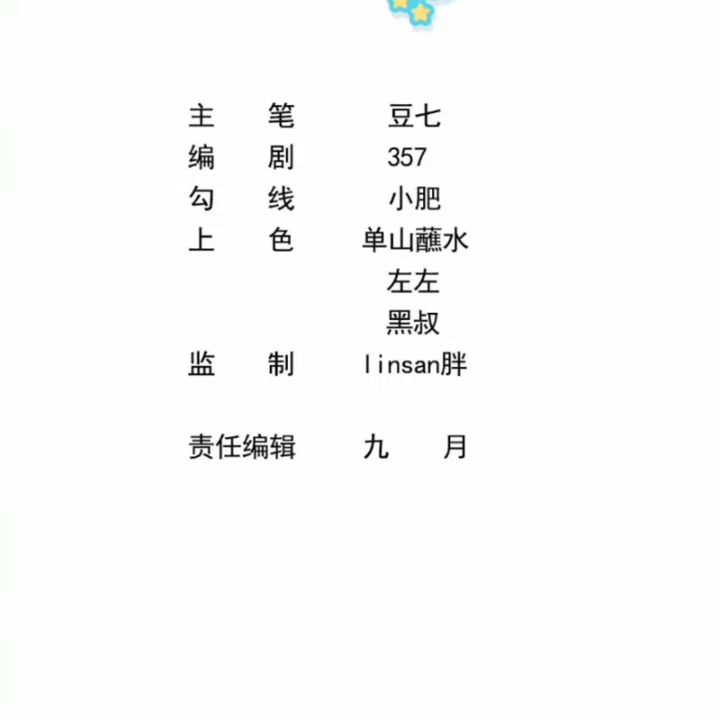 主 笔 豆七
编 剧 357
勾 线 小肥
上 色 单山蘸水
左左
黑叔
监 制 linsan胖
责任编辑 九 月